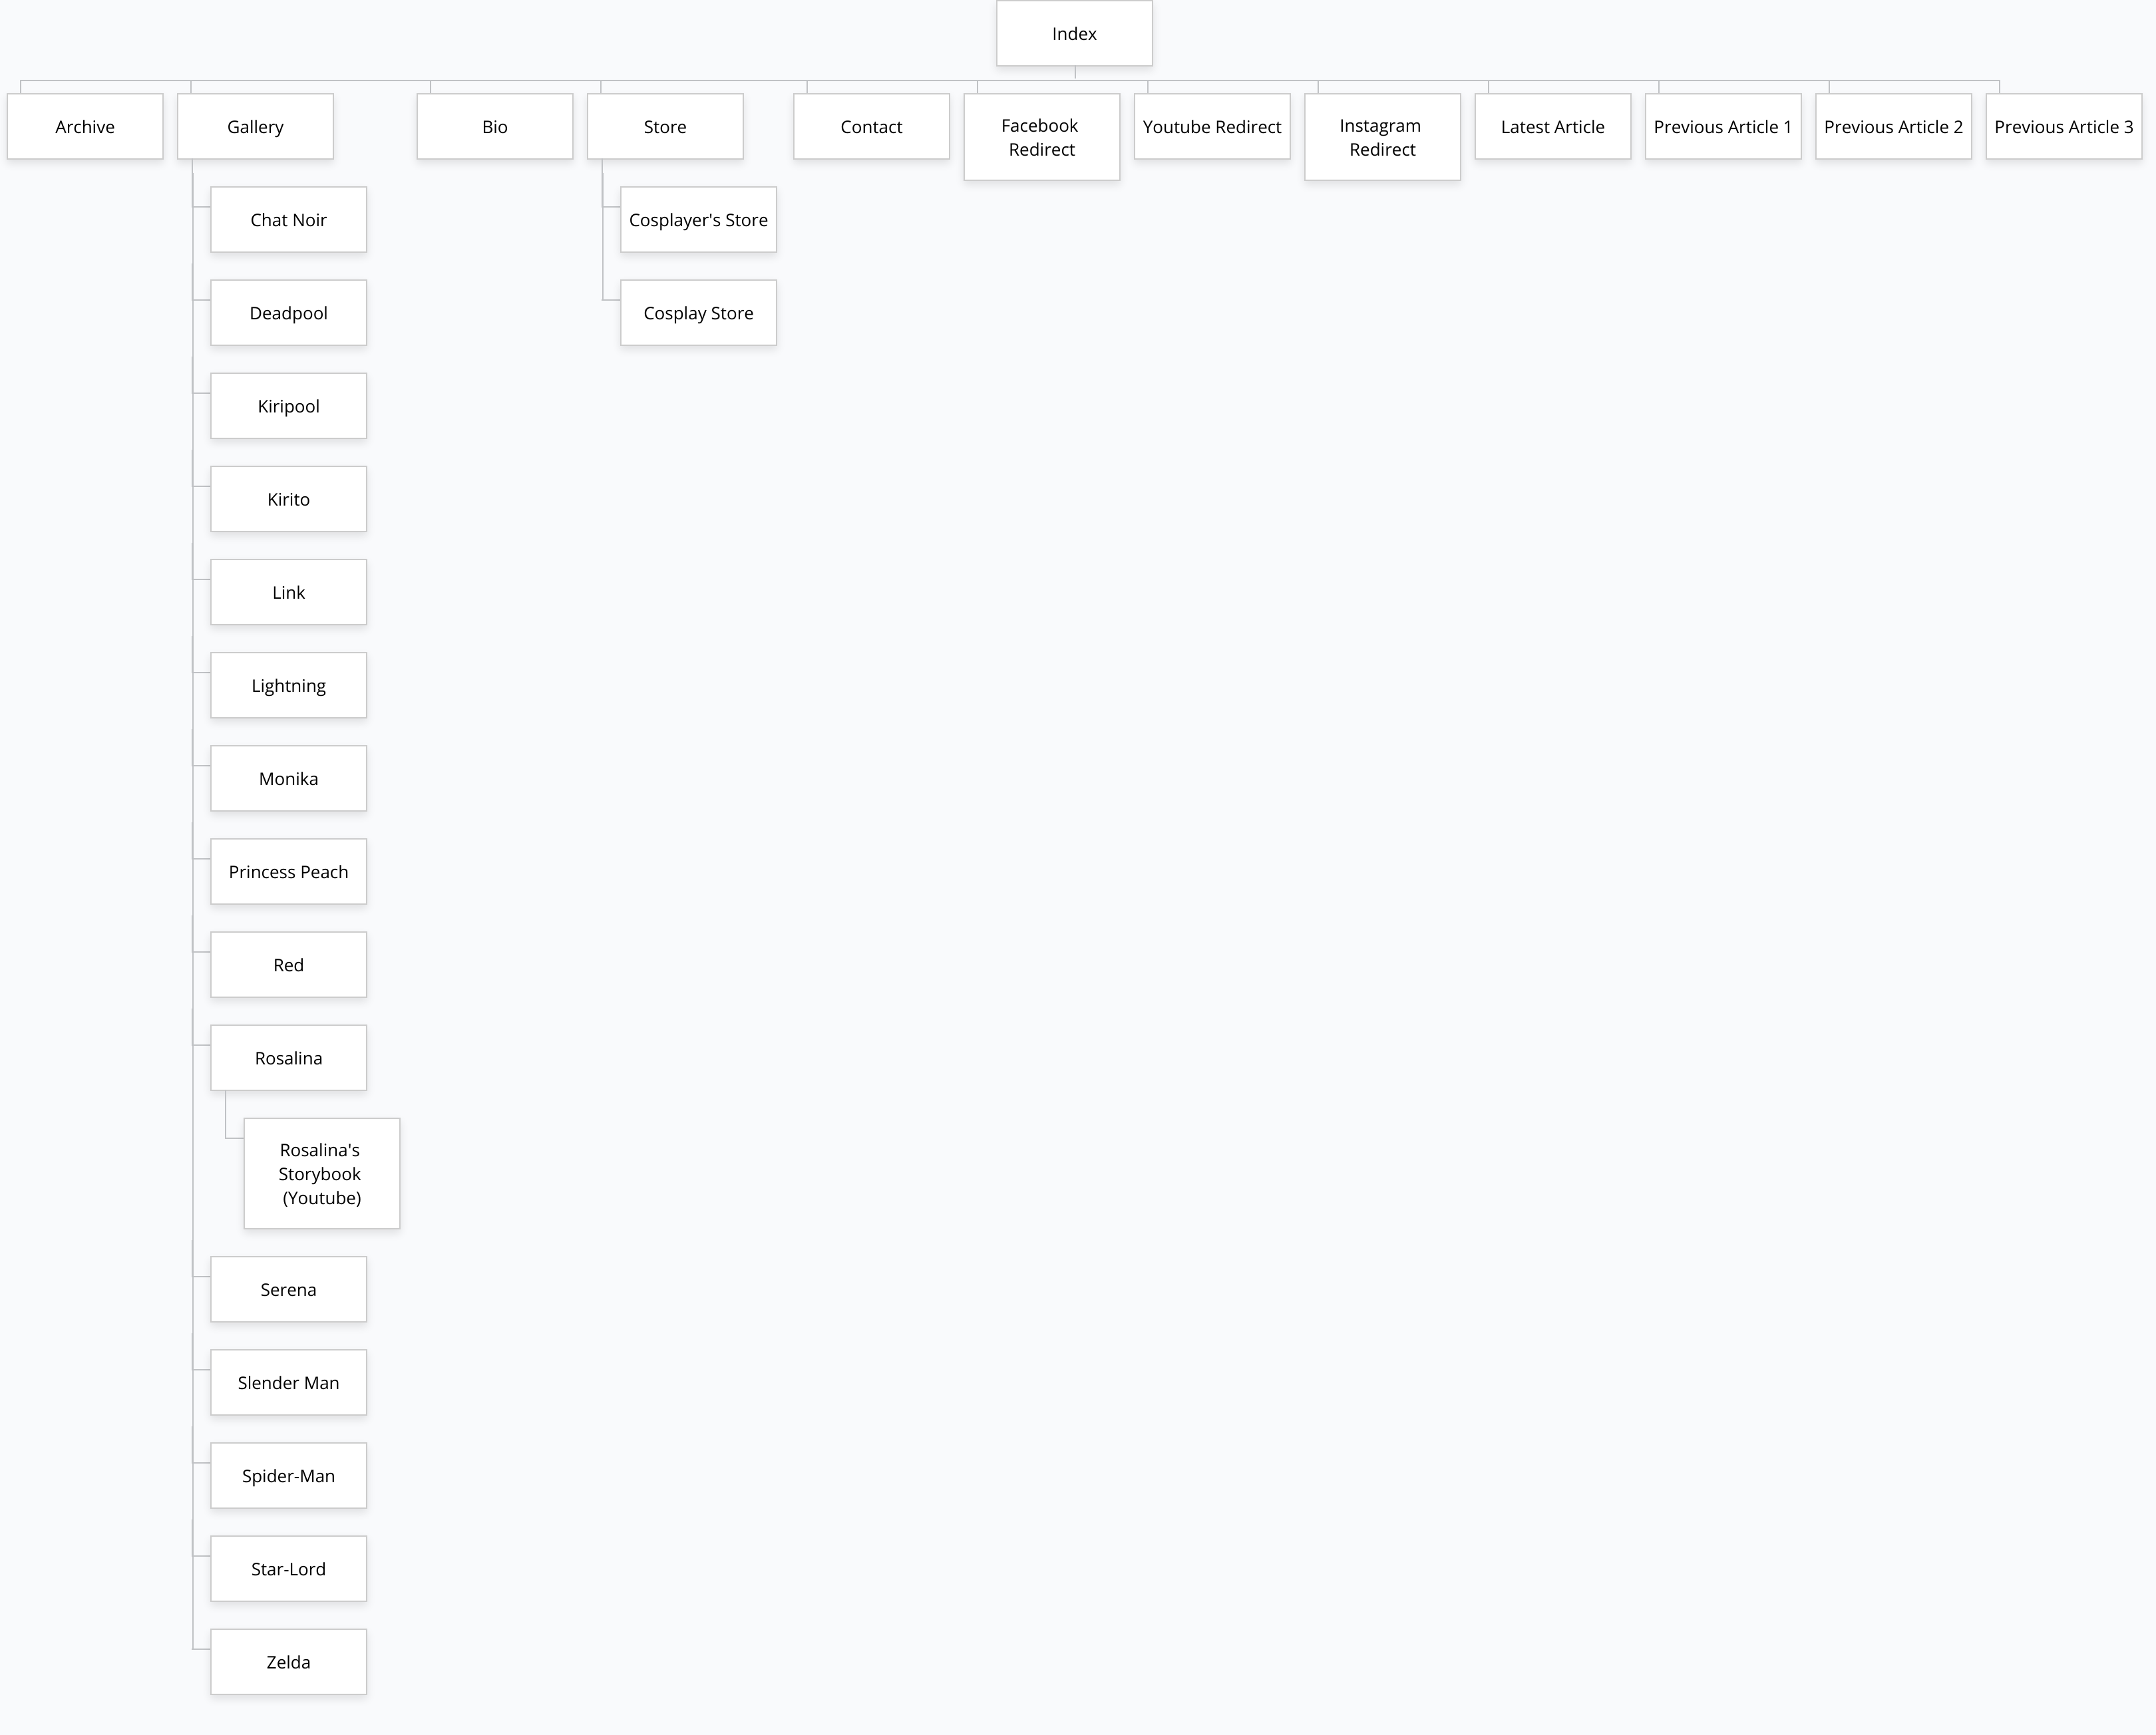 Index
Archive
Gallery
Bio
Store
Contact
Facebook
Redirect
Youtube Redirect
Instagram
Redirect
Latest Article
Previous Article 1
Previous Article 2
Previous Article 3
Chat Noir
Cosplayer's Store
Deadpool
Cosplay Store
Kiripool
Kirito
Link
Lightning
Monika
Princess Peach
Red
Rosalina
Rosalina's
Storybook
(Youtube)
Serena
Slender Man
Spider-Man
Star-Lord
Zelda